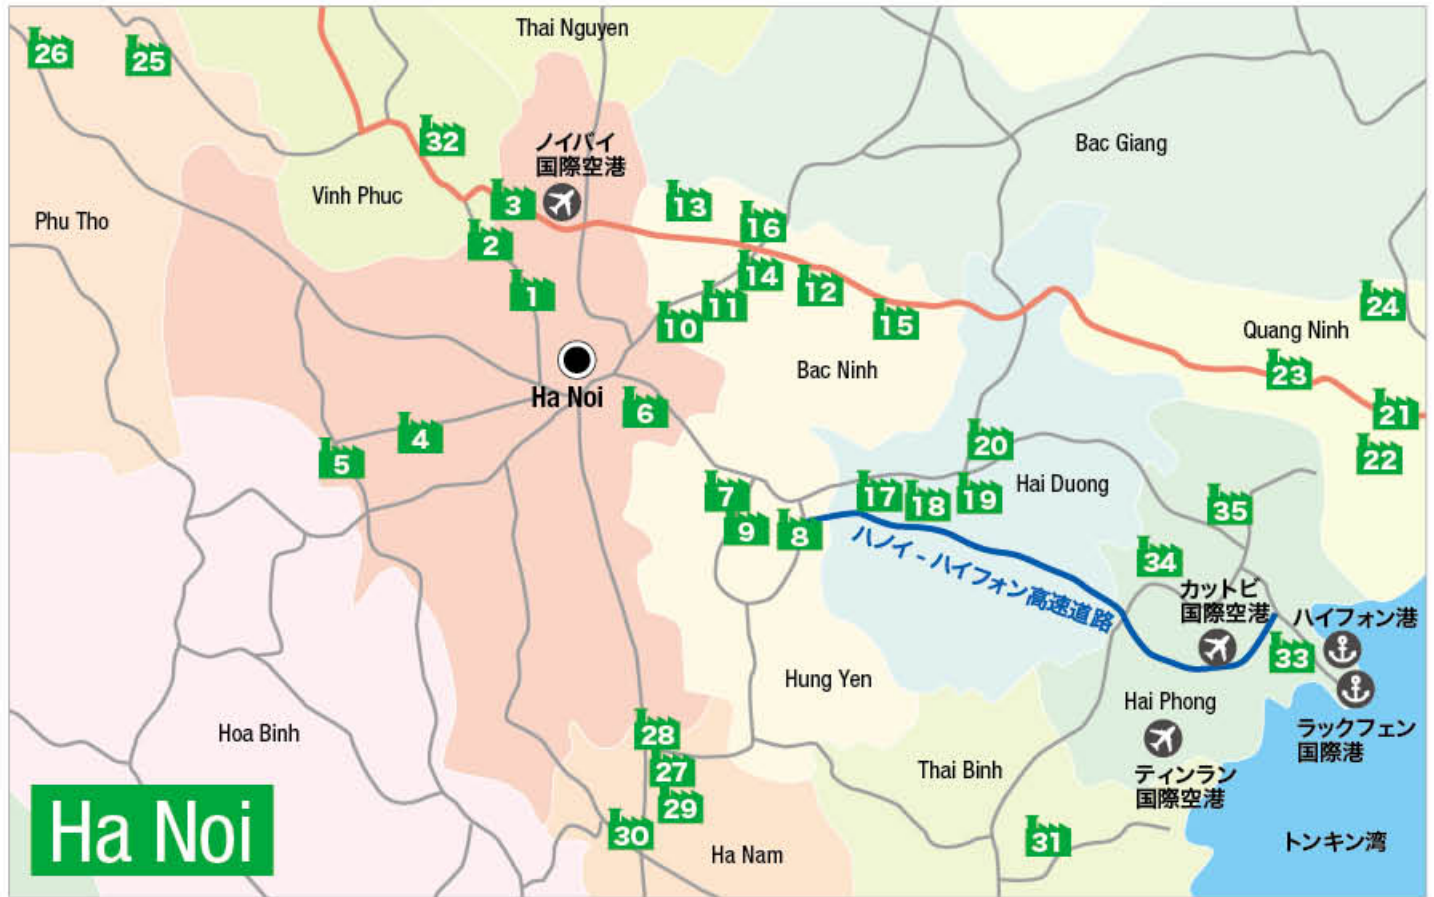 Thai Nguyen
26
25
32
ノイバイ
国際空港
Bac Giang
Vinh Phuc
3
13
Phu Tho
16
2
14
12
1
11
24
10
15
Quang Ninh
Bac Ninh
23
Ha Noi
6
21
4
20
22
5
7
17
18
19
Hai Duong
35
9
8
ハノイ - ハイフォン高速道路
34
カットビ
国際空港
ハイフォン港
33
Hung Yen
Hai Phong
ラックフェン
国際港
Hoa Binh
28
27
Thai Binh
ティンラン
国際空港
29
30
31
トンキン湾
Ha Nam
Ha Noi